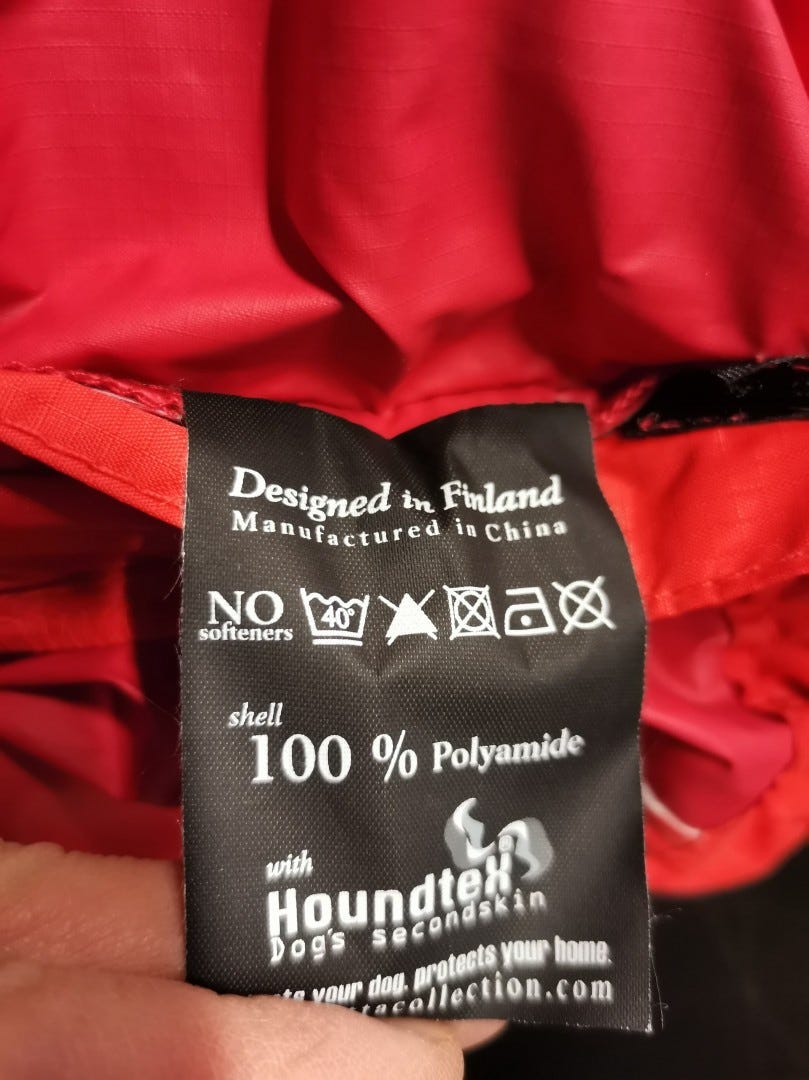 Designed in Finland
Manufactured in China
NO
softeners
40°
shell
100 % Polyamide
with
Houndtex®
Dog's secondskin
your dog, protects your home.
collection.com